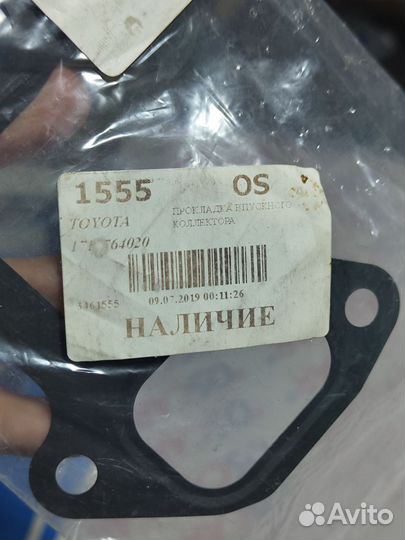 1555 OS
TOYOTA
ПРОКЛАДКА ВПУСКНОГО
КОЛЛЕКТОРА
09.07.2019 00:11:26
НАЛИЧИЕ
Avito